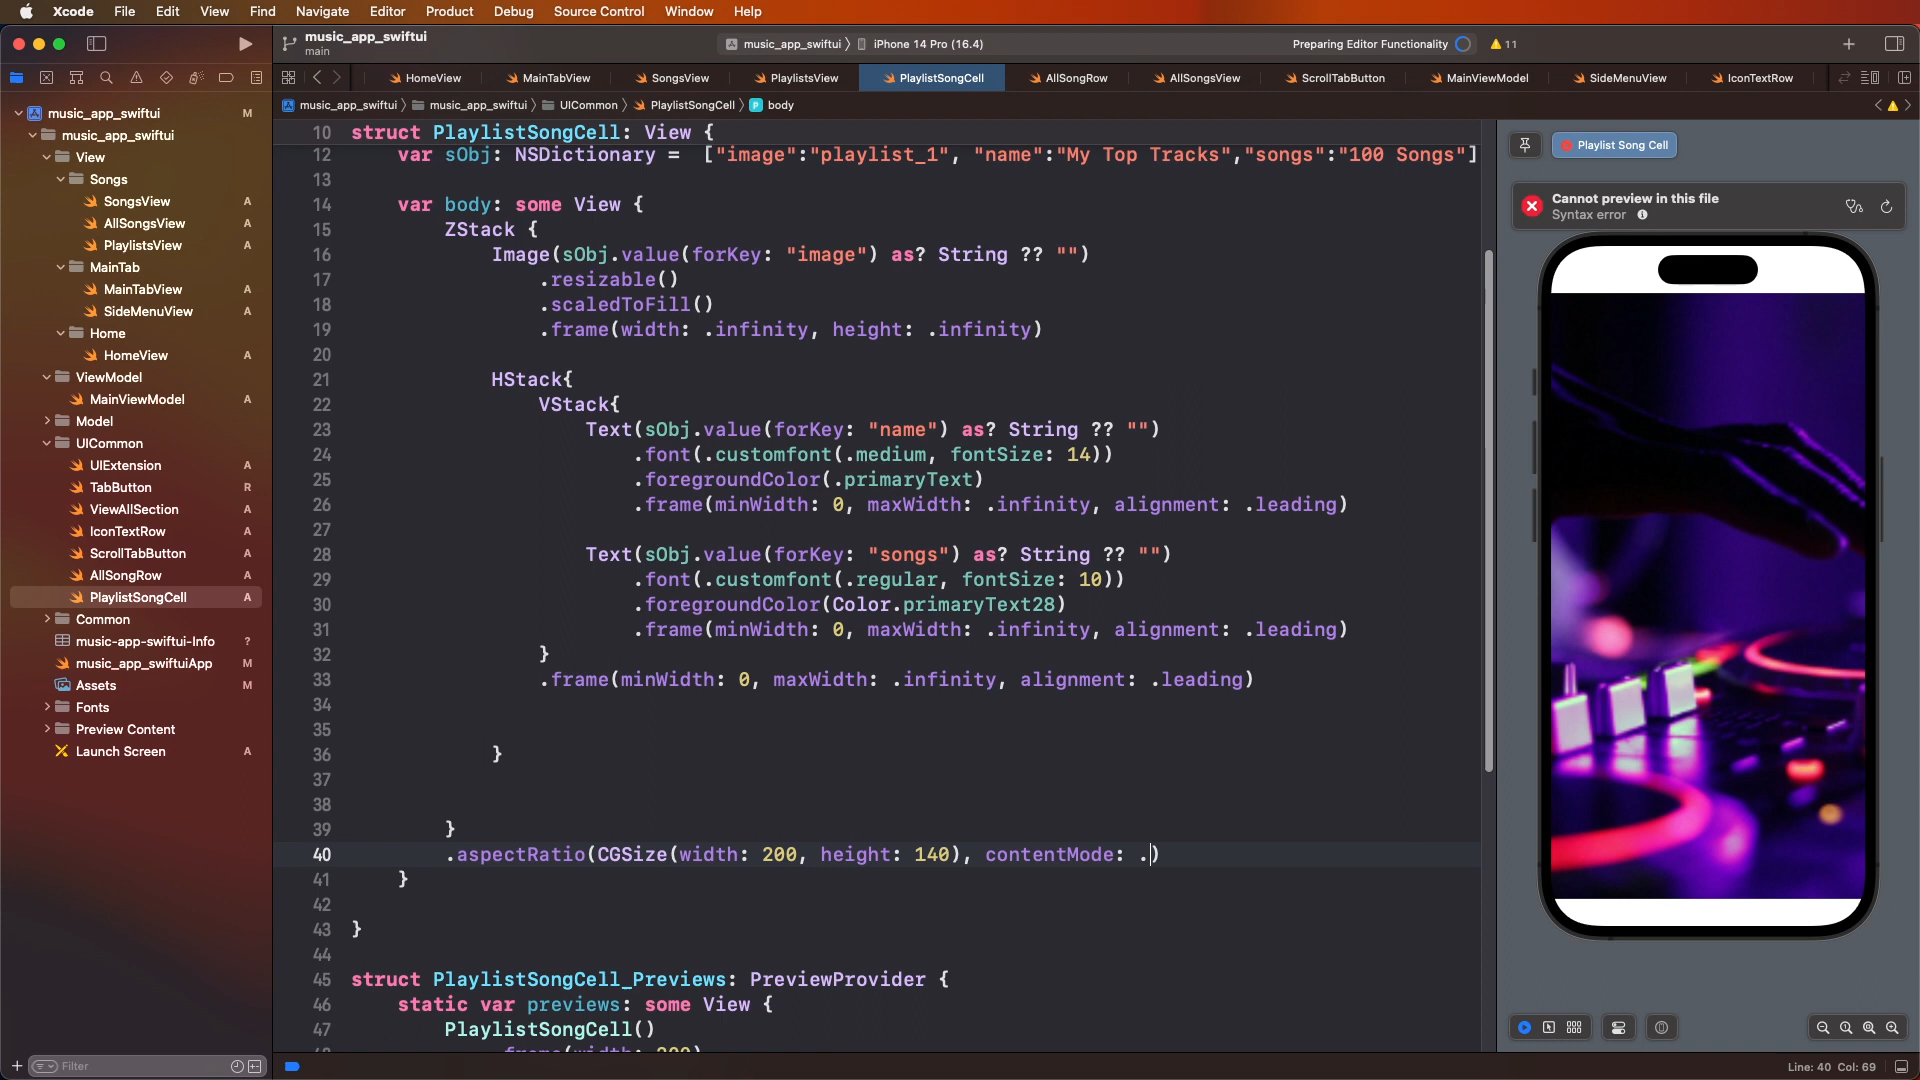 Xcode File Edit View Find Navigate Editor Product Debug Source Control Window Help
music_app_swiftui
main
music_app_swiftui 〉 iPhone 14 Pro (16.4)
Preparing Editor Functionality
11
HomeView MainTabView SongsView PlaylistsView PlaylistSongCell AllSongRow AllSongsView ScrollTabButton MainViewModel SideMenuView IconTextRow
music_app_swiftui 〉 music_app_swiftui 〉 UICommon 〉 PlaylistSongCell 〉 P body
music_app_swiftui M
music_app_swiftui
View
Songs
SongsView A
AllSongsView A
PlaylistsView A
MainTab
MainTabView A
SideMenuView A
Home
HomeView A
ViewModel
MainViewModel A
Model
UICommon
UIExtension A
TabButton R
ViewAllSection A
IconTextRow A
ScrollTabButton A
AllSongRow A
PlaylistSongCell A
Common
music-app-swiftui-Info ?
music_app_swiftuiApp M
Assets M
Fonts
Preview Content
Launch Screen A
Filter
10 struct PlaylistSongCell: View {
12 var sObj: NSDictionary = ["image":"playlist_1", "name":"My Top Tracks","songs":"100 Songs"]
13
14 var body: some View {
15 ZStack {
16 Image(sObj.value(forKey: "image") as? String ?? "")
17 .resizable()
18 .scaledToFill()
19 .frame(width: .infinity, height: .infinity)
20
21 HStack{
22 VStack{
23 Text(sObj.value(forKey: "name") as? String ?? "")
24 .font(.customfont(.medium, fontSize: 14))
25 .foregroundColor(.primaryText)
26 .frame(minWidth: 0, maxWidth: .infinity, alignment: .leading)
27
28 Text(sObj.value(forKey: "songs") as? String ?? "")
29 .font(.customfont(.regular, fontSize: 10))
30 .foregroundColor(Color.primaryText28)
31 .frame(minWidth: 0, maxWidth: .infinity, alignment: .leading)
32 }
33 .frame(minWidth: 0, maxWidth: .infinity, alignment: .leading)
34
35
36 }
37
38
39 }
40 .aspectRatio(CGSize(width: 200, height: 140), contentMode: .)
41 }
42
43 }
44
45 struct PlaylistSongCell_Previews: PreviewProvider {
46 static var previews: some View {
47 PlaylistSongCell()
Playlist Song Cell
Cannot preview in this file
Syntax error
Line: 40 Col: 69